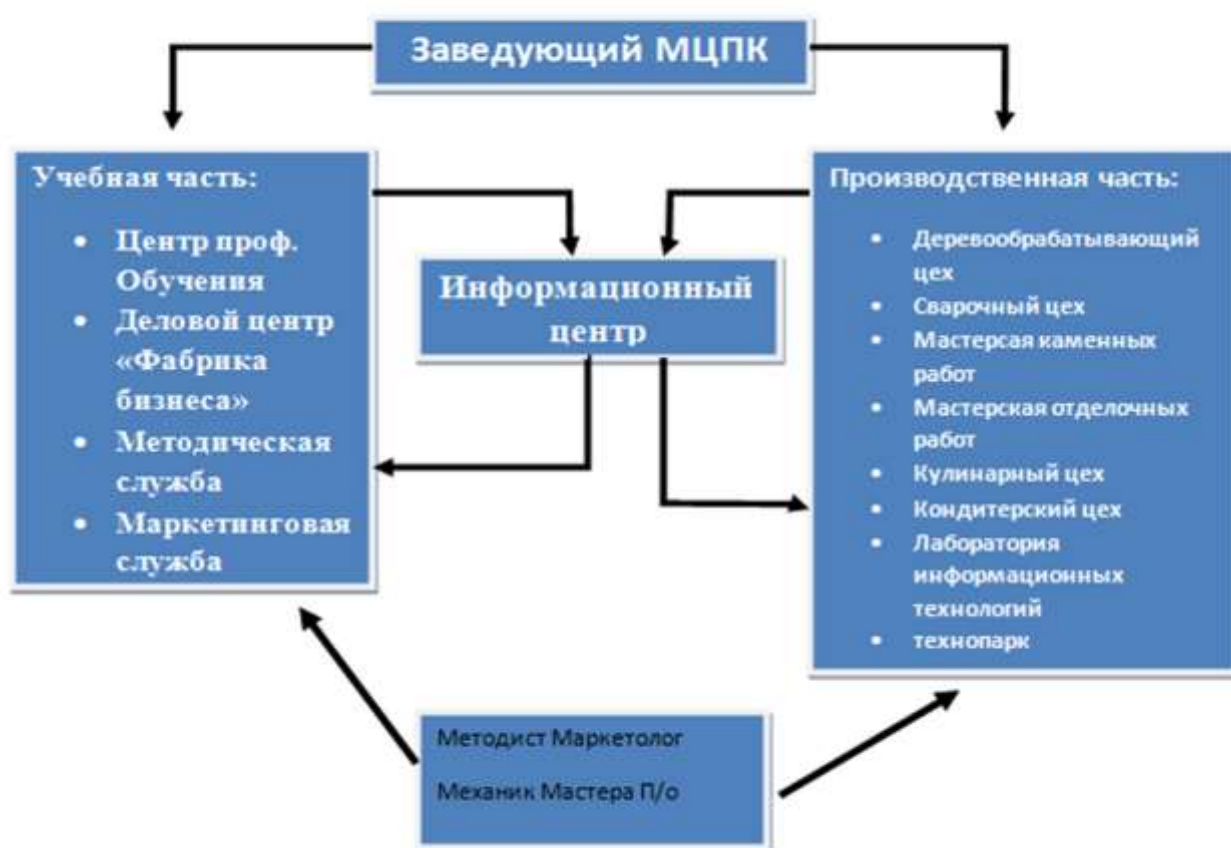 Заведующий МЦПК
Учебная часть:
• Центр проф.
Обучения
• Деловой центр
«Фабрика
бизнеса»
• Методическая
служба
• Маркетинговая
служба
Информационный
центр
Производственная часть:
• Деревообрабатывающий
цех
• Сварочный цех
• Мастерсая каменных
работ
• Мастерская отделочных
работ
• Кулинарный цех
• Кондитерский цех
• Лаборатория
информационных
технологий
• технопарк
Методист Маркетолог
Механик Мастера П/о